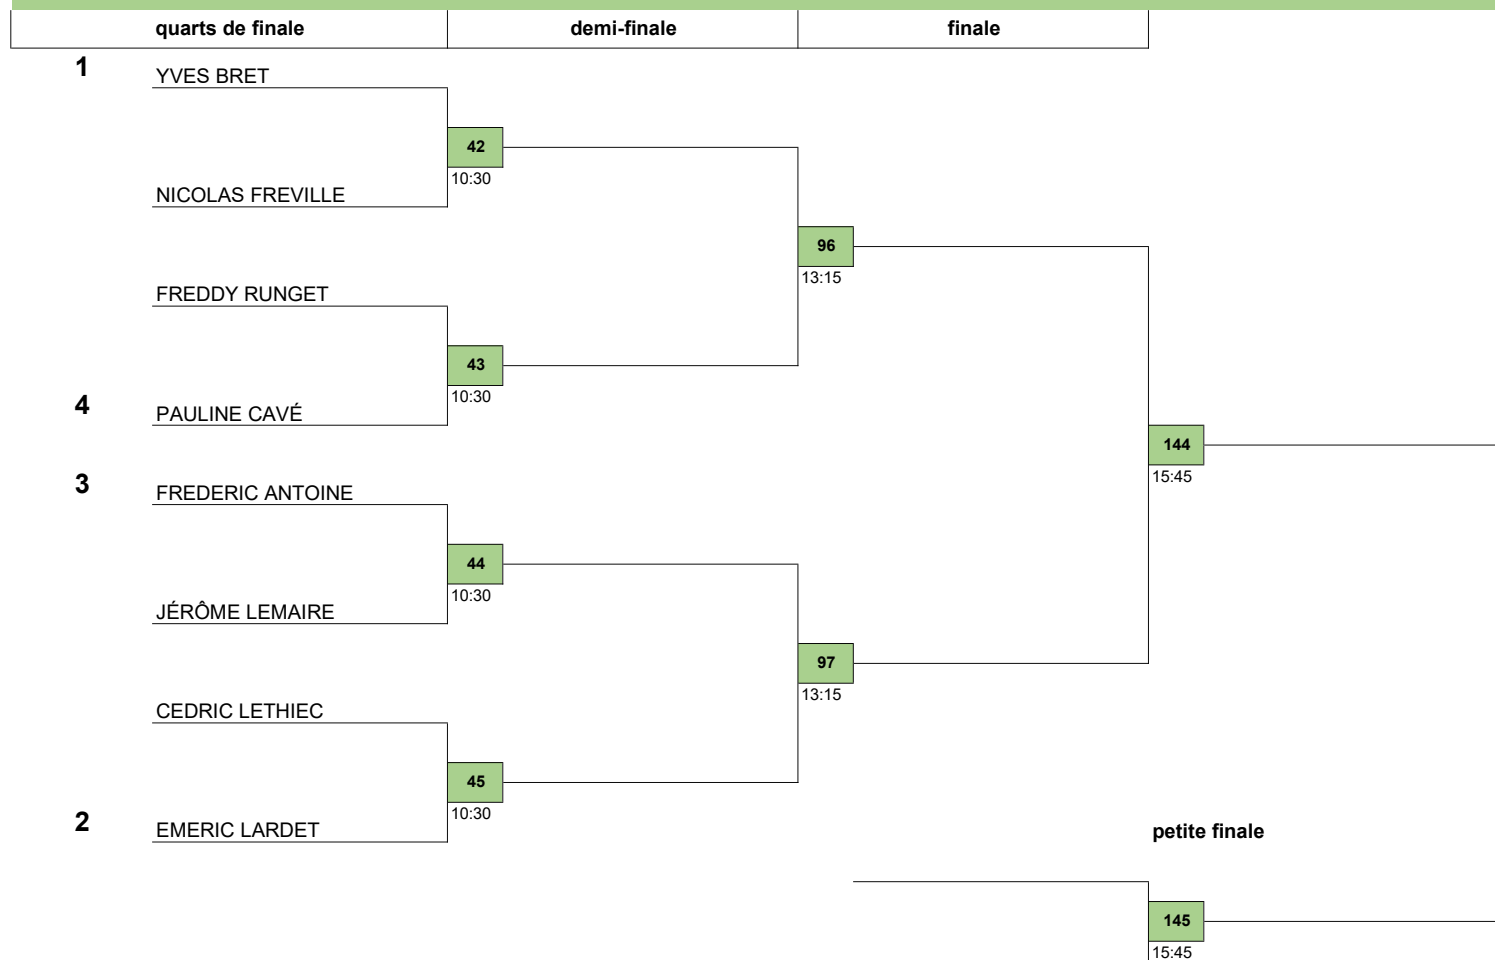 quarts de finale demi-finale finale
1 YVES BRET
42
10:30
NICOLAS FREVILLE
96
13:15
FREDDY RUNGET
43
10:30
4 PAULINE CAVÉ
144
15:45
3 FREDERIC ANTOINE
44
10:30
JÉRÔME LEMAIRE
97
13:15
CEDRIC LETHIEC
45
10:30
2 EMERIC LARDET
petite finale
145
15:45